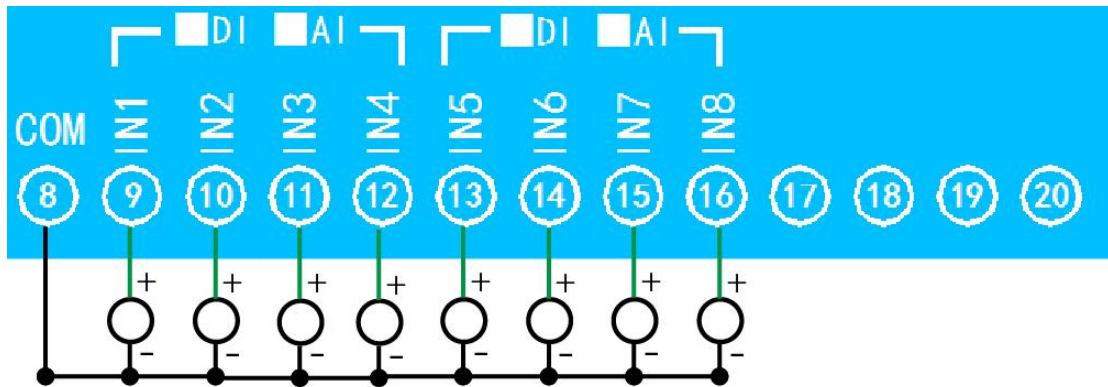 ■DI ■AI ■DI ■AI
COM IN1 IN2 IN3 IN4 IN5 IN6 IN7 IN8
8 9 10 11 12 13 14 15 16 17 18 19 20
+ + + + + + + +
- - - - - - - -